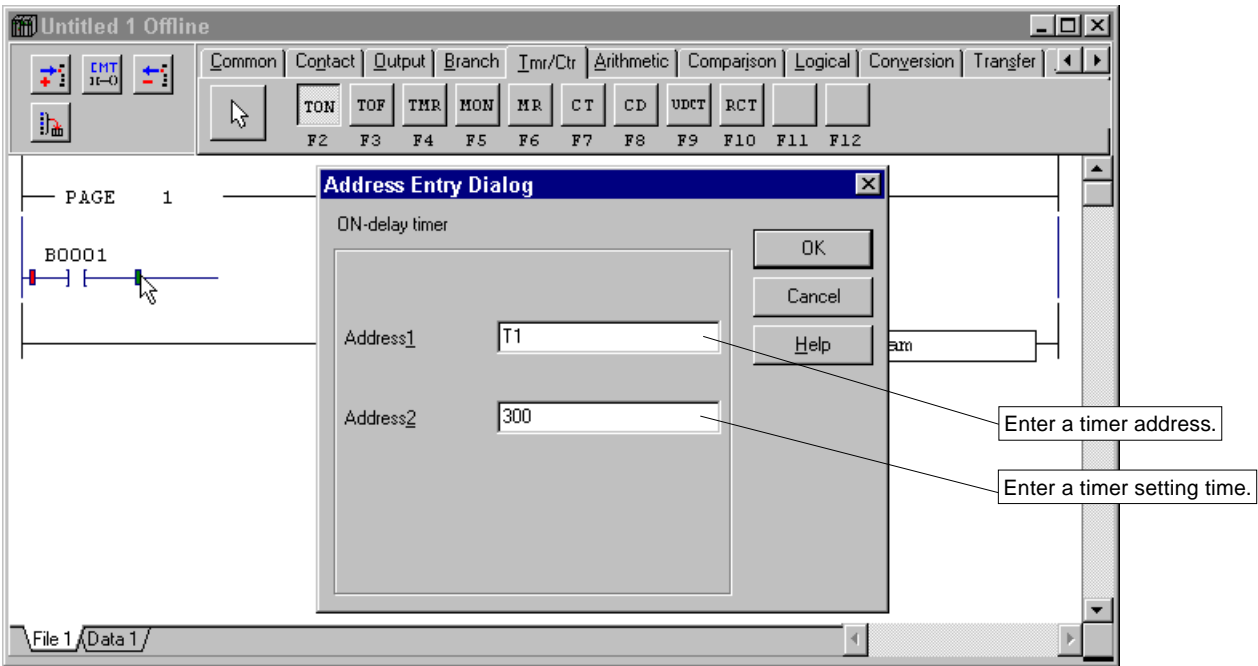 Untitled 1 Offline
CMT
Common Contact Output Branch Tmr/Ctr Arithmetic Comparison Logical Conversion Transfer
TON TOF TMR MON MR CT CD UDCT RCT
F2 F3 F4 F5 F6 F7 F8 F9 F10 F11 F12
PAGE 1
B0001
Address Entry Dialog
ON-delay timer
OK
Cancel
Address1 T1
Help
am
Address2 300
Enter a timer address.
Enter a timer setting time.
File 1 Data 1